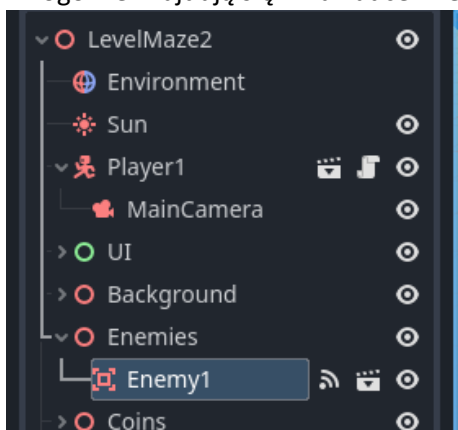 LevelMaze2
Environment
Sun
Player1
MainCamera
UI
Background
Enemies
Enemy1
Coins